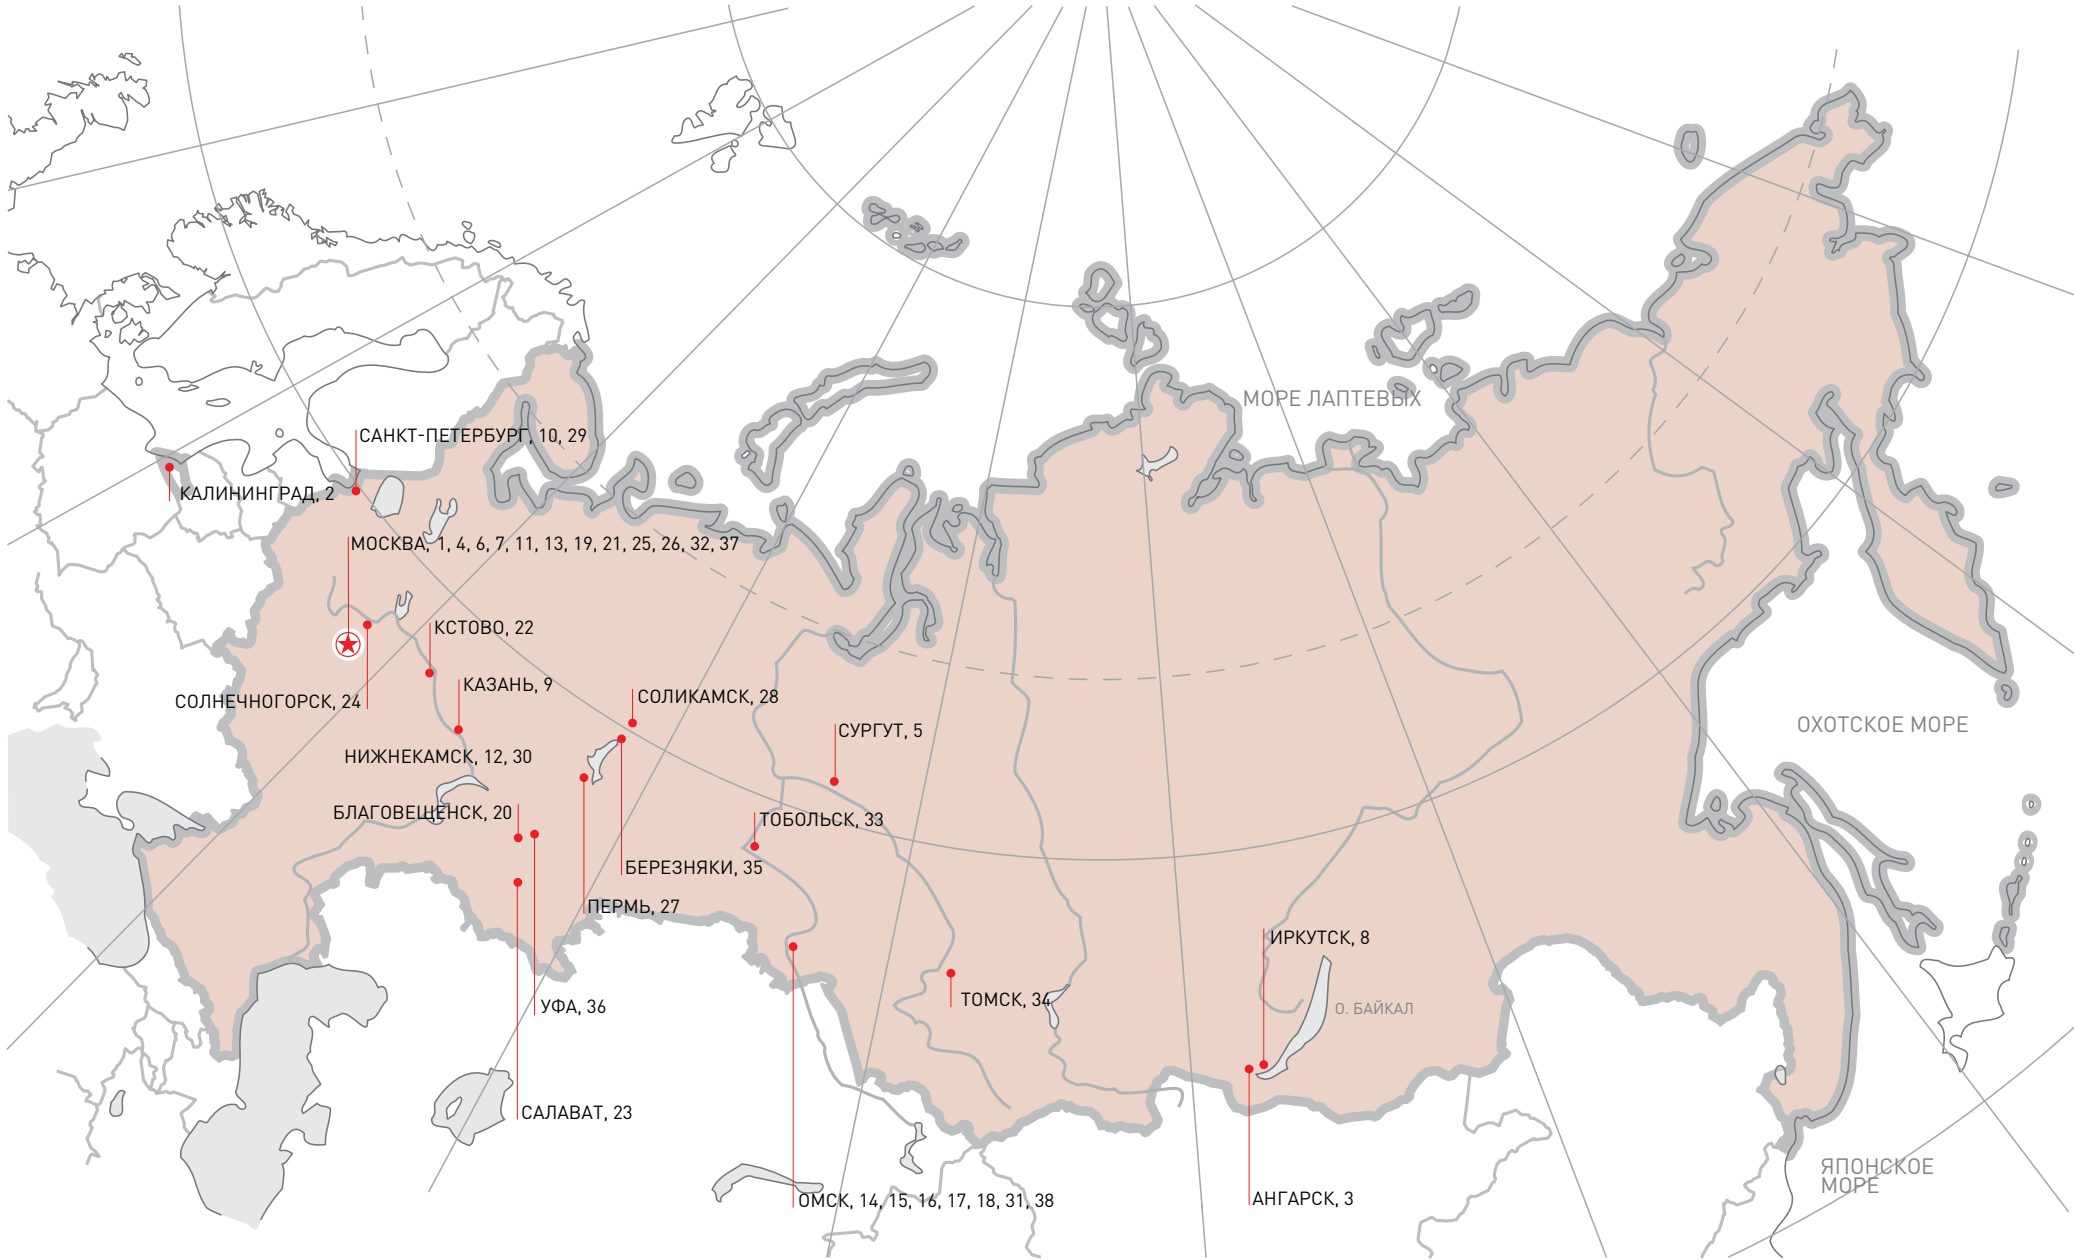 МОРЕ ЛАПТЕВЫХ
САНКТ-ПЕТЕРБУРГ, 10, 29
КАЛИНИНГРАД, 2
МОСКВА, 1, 4, 6, 7, 11, 13, 19, 21, 25, 26, 32, 37
КСТОВО, 22
КАЗАНЬ, 9
СОЛНЕЧНОГОРСК, 24
СОЛИКАМСК, 28
СУРГУТ, 5
ОХОТСКОЕ МОРЕ
НИЖНЕКАМСК, 12, 30
БЛАГОВЕЩЕНСК, 20
ТОБОЛЬСК, 33
БЕРЕЗНЯКИ, 35
ПЕРМЬ, 27
ИРКУТСК, 8
ТОМСК, 34
УФА, 36
О. БАЙКАЛ
САЛАВАТ, 23
ЯПОНСКОЕ
МОРЕ
ОМСК, 14, 15, 16, 17, 18, 31, 38
АНГАРСК, 3